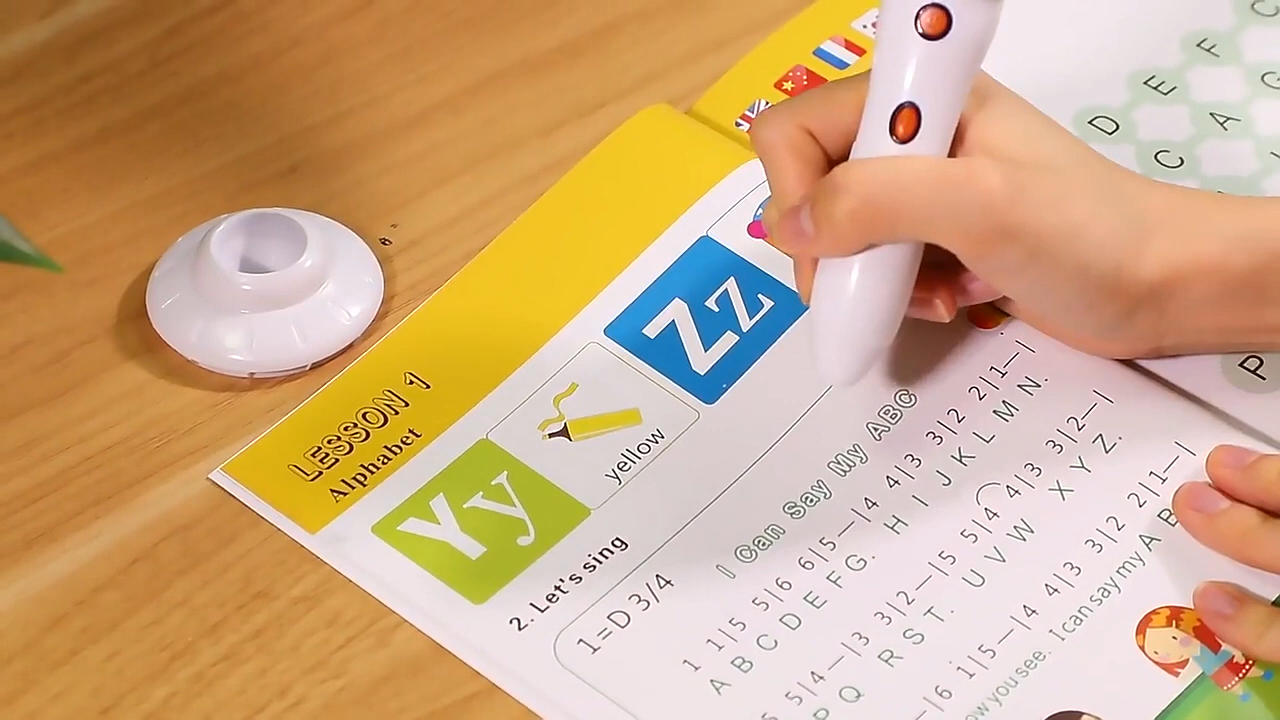 LESSON 1
Alphabet
Yy
yellow
Zz
2. Let's sing
1=D 3/4
I Can Say My ABC
1 1|5 5|6 6|5—|4 4|3 3|2 2|1—|
A B C D E F G. H I J K L M N.
5 5|4—|3 3|2—|5 5|4 4|3 3|2—|
P Q R S T. U V W X Y Z.
|6 1|5—|4 4|3 3|2 2|1—|
you see. I can say my A B
D E F
C A
G
C
P